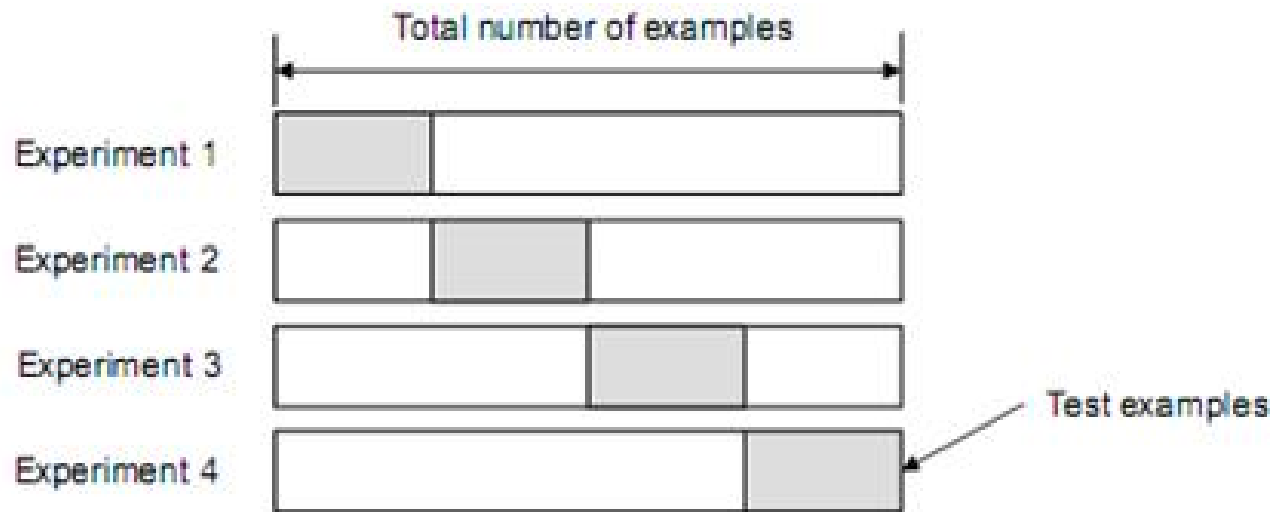 Total number of examples
Experiment 1
Experiment 2
Experiment 3
Test examples
Experiment 4